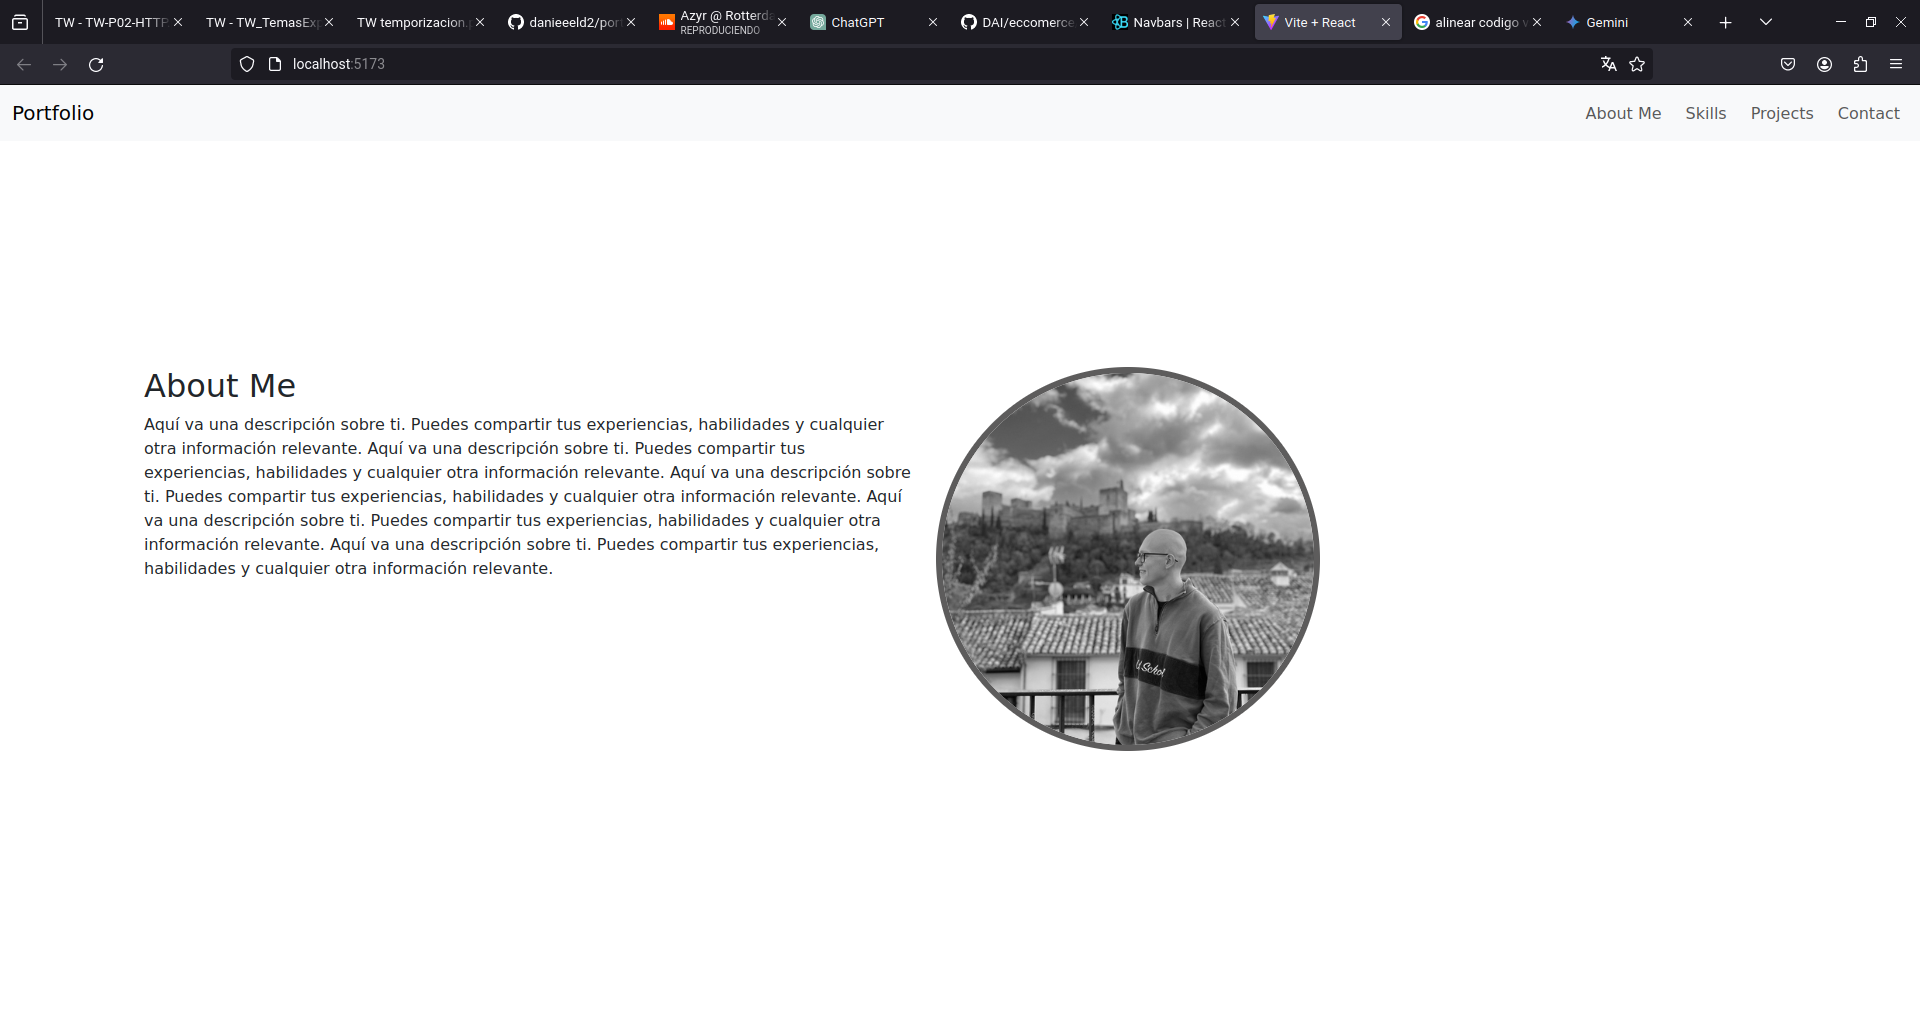 TW - TW-P02-HTTP
TW - TW_TemasExp
TW temporizacion.p
danieeeld2/port
Azyr @ Rotterda
REPRODUCIENDO
ChatGPT
DAI/eccomerce
Navbars | React
Vite + React
alinear codigo v
Gemini
localhost:5173
Portfolio
About Me
Skills
Projects
Contact
About Me
Aquí va una descripción sobre ti. Puedes compartir tus experiencias, habilidades y cualquier
otra información relevante. Aquí va una descripción sobre ti. Puedes compartir tus
experiencias, habilidades y cualquier otra información relevante. Aquí va una descripción sobre
ti. Puedes compartir tus experiencias, habilidades y cualquier otra información relevante. Aquí
va una descripción sobre ti. Puedes compartir tus experiencias, habilidades y cualquier otra
información relevante. Aquí va una descripción sobre ti. Puedes compartir tus experiencias,
habilidades y cualquier otra información relevante.
U.Schol